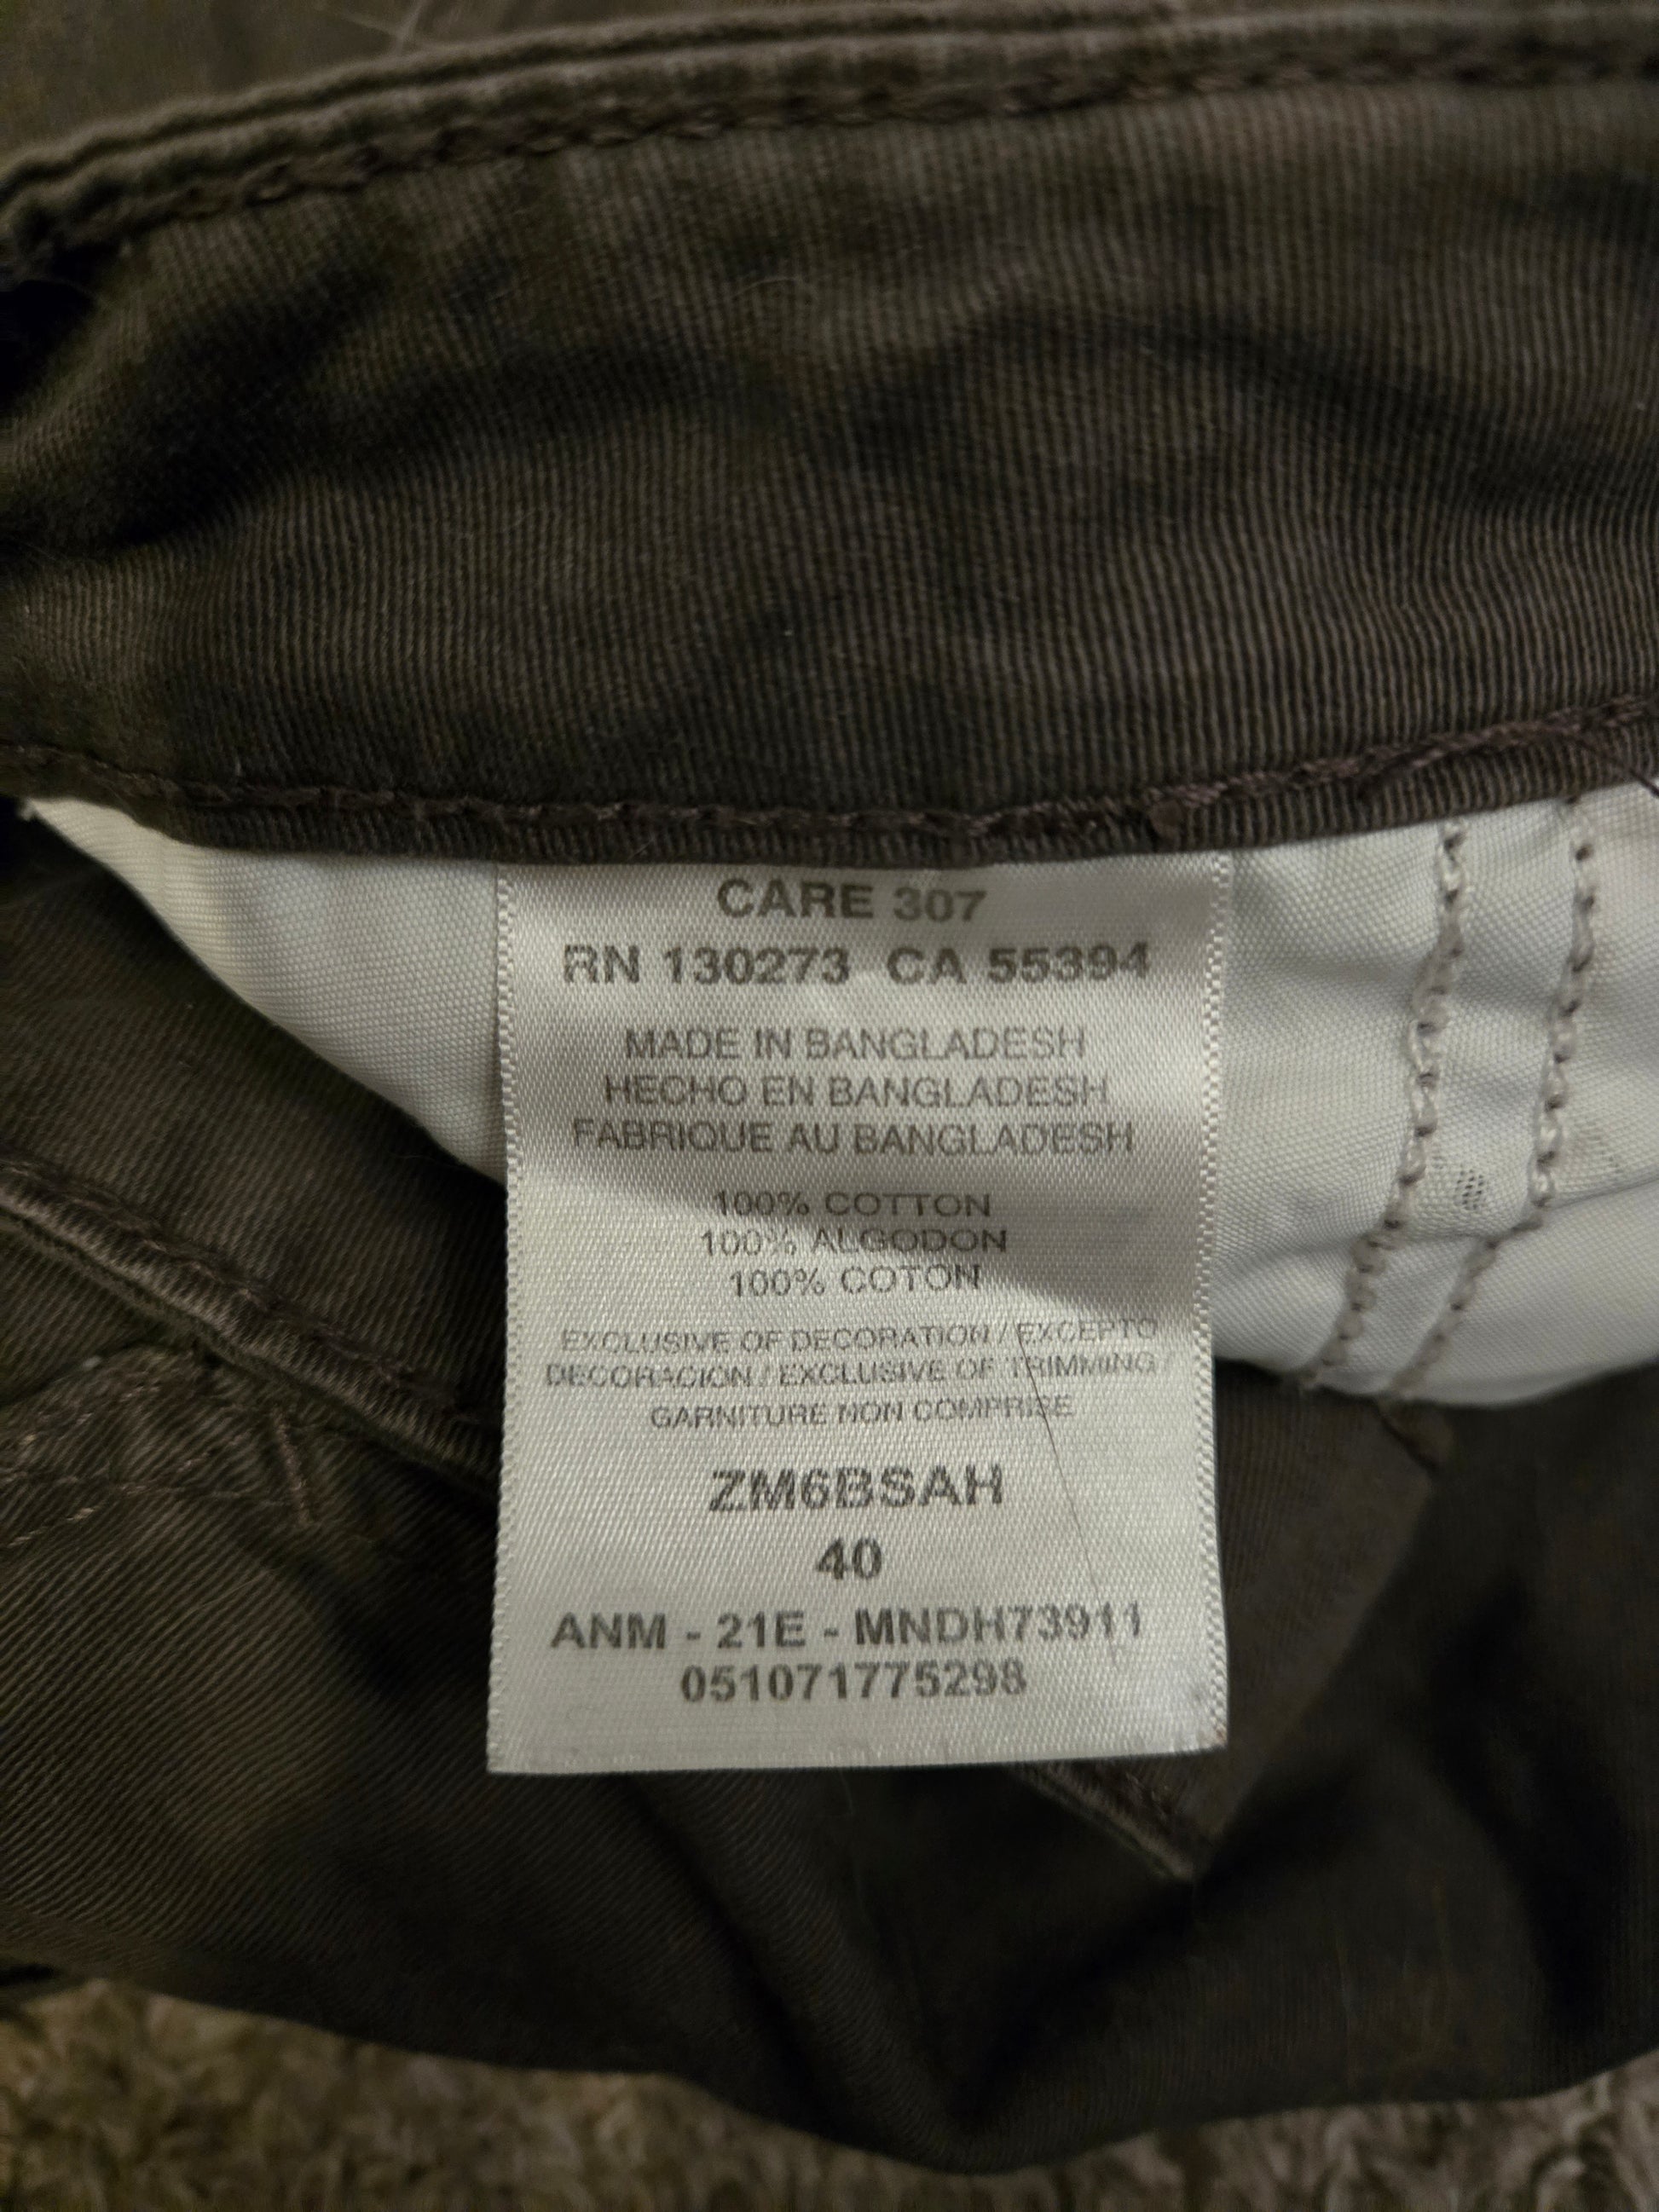 CARE 307
RN 130273 CA 55394
MADE IN BANGLADESH
HECHO EN BANGLADESH
FABRIQUE AU BANGLADESH
100% COTTON
100% ALGODON
100% COTON
EXCLUSIVE OF DECORATION / EXCEPTO
DECORACION / EXCLUSIVE OF TRIMMING /
GARNITURE NON COMPRISE
ZM6BSAH
40
ANM - 21E - MNDH73911
051071775298